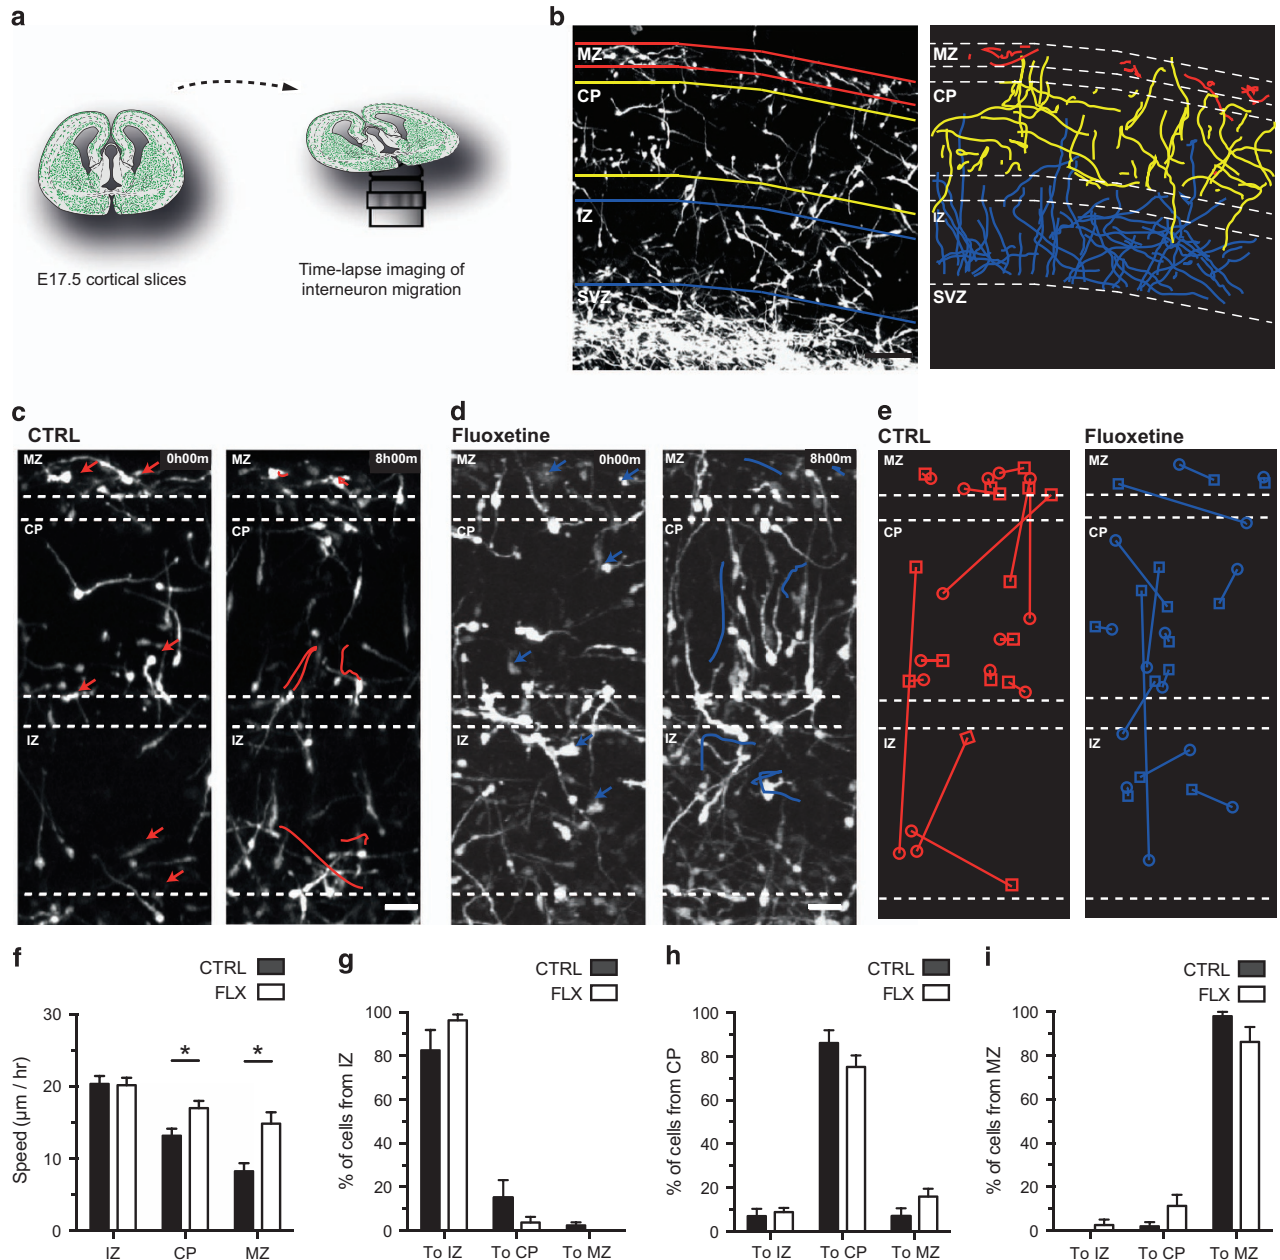 a
E17.5 cortical slices
Time-lapse imaging of
interneuron migration
b
MZ
CP
IZ
SVZ
MZ
CP
IZ
SVZ
c
CTRL
MZ 0h00m
CP
IZ
MZ 8h00m
CP
IZ
d
Fluoxetine
MZ 0h00m
CP
IZ
MZ 8h00m
CP
IZ
e
CTRL
MZ
CP
IZ
Fluoxetine
MZ
CP
IZ
f
CTRL
FLX
Speed (µm / hr)
30
20
10
0
* *
IZ CP MZ
g
CTRL
FLX
% of cells from IZ
100
80
60
40
20
0
To IZ To CP To MZ
h
CTRL
FLX
% of cells from CP
100
80
60
40
20
0
To IZ To CP To MZ
i
CTRL
FLX
% of cells from MZ
100
80
60
40
20
0
To IZ To CP To MZ